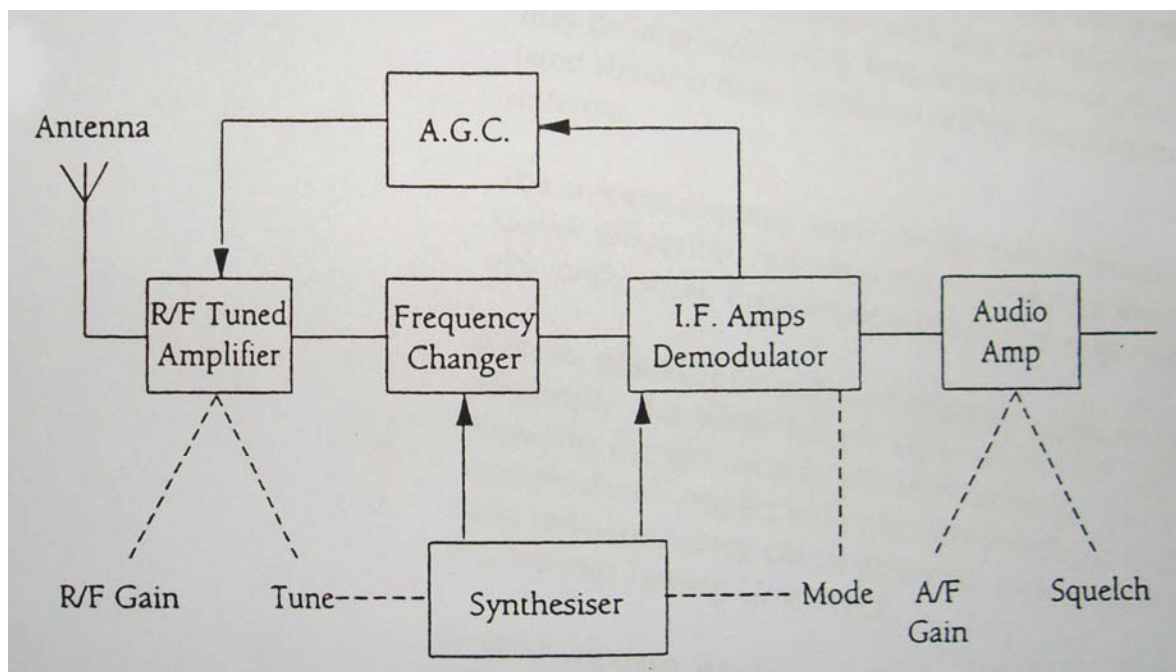 Antenna
A.G.C.
R/F Tuned
Amplifier
Frequency
Changer
I.F. Amps
Demodulator
Audio
Amp
R/F Gain
Tune
Synthesiser
Mode
A/F
Gain
Squelch